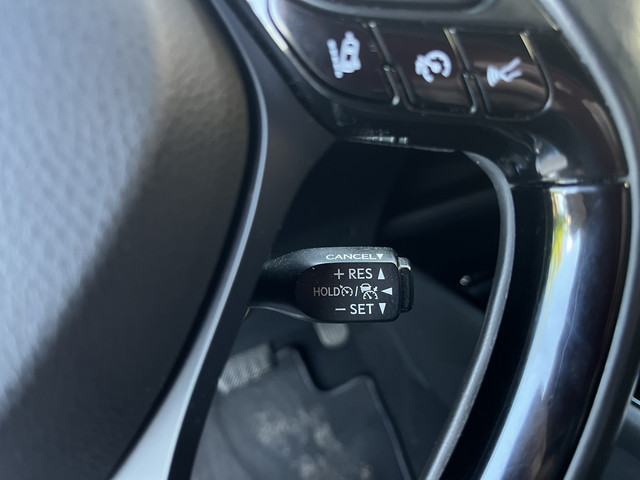 CANCEL▼
+ RES ▲
HOLD / ◀
− SET ▼